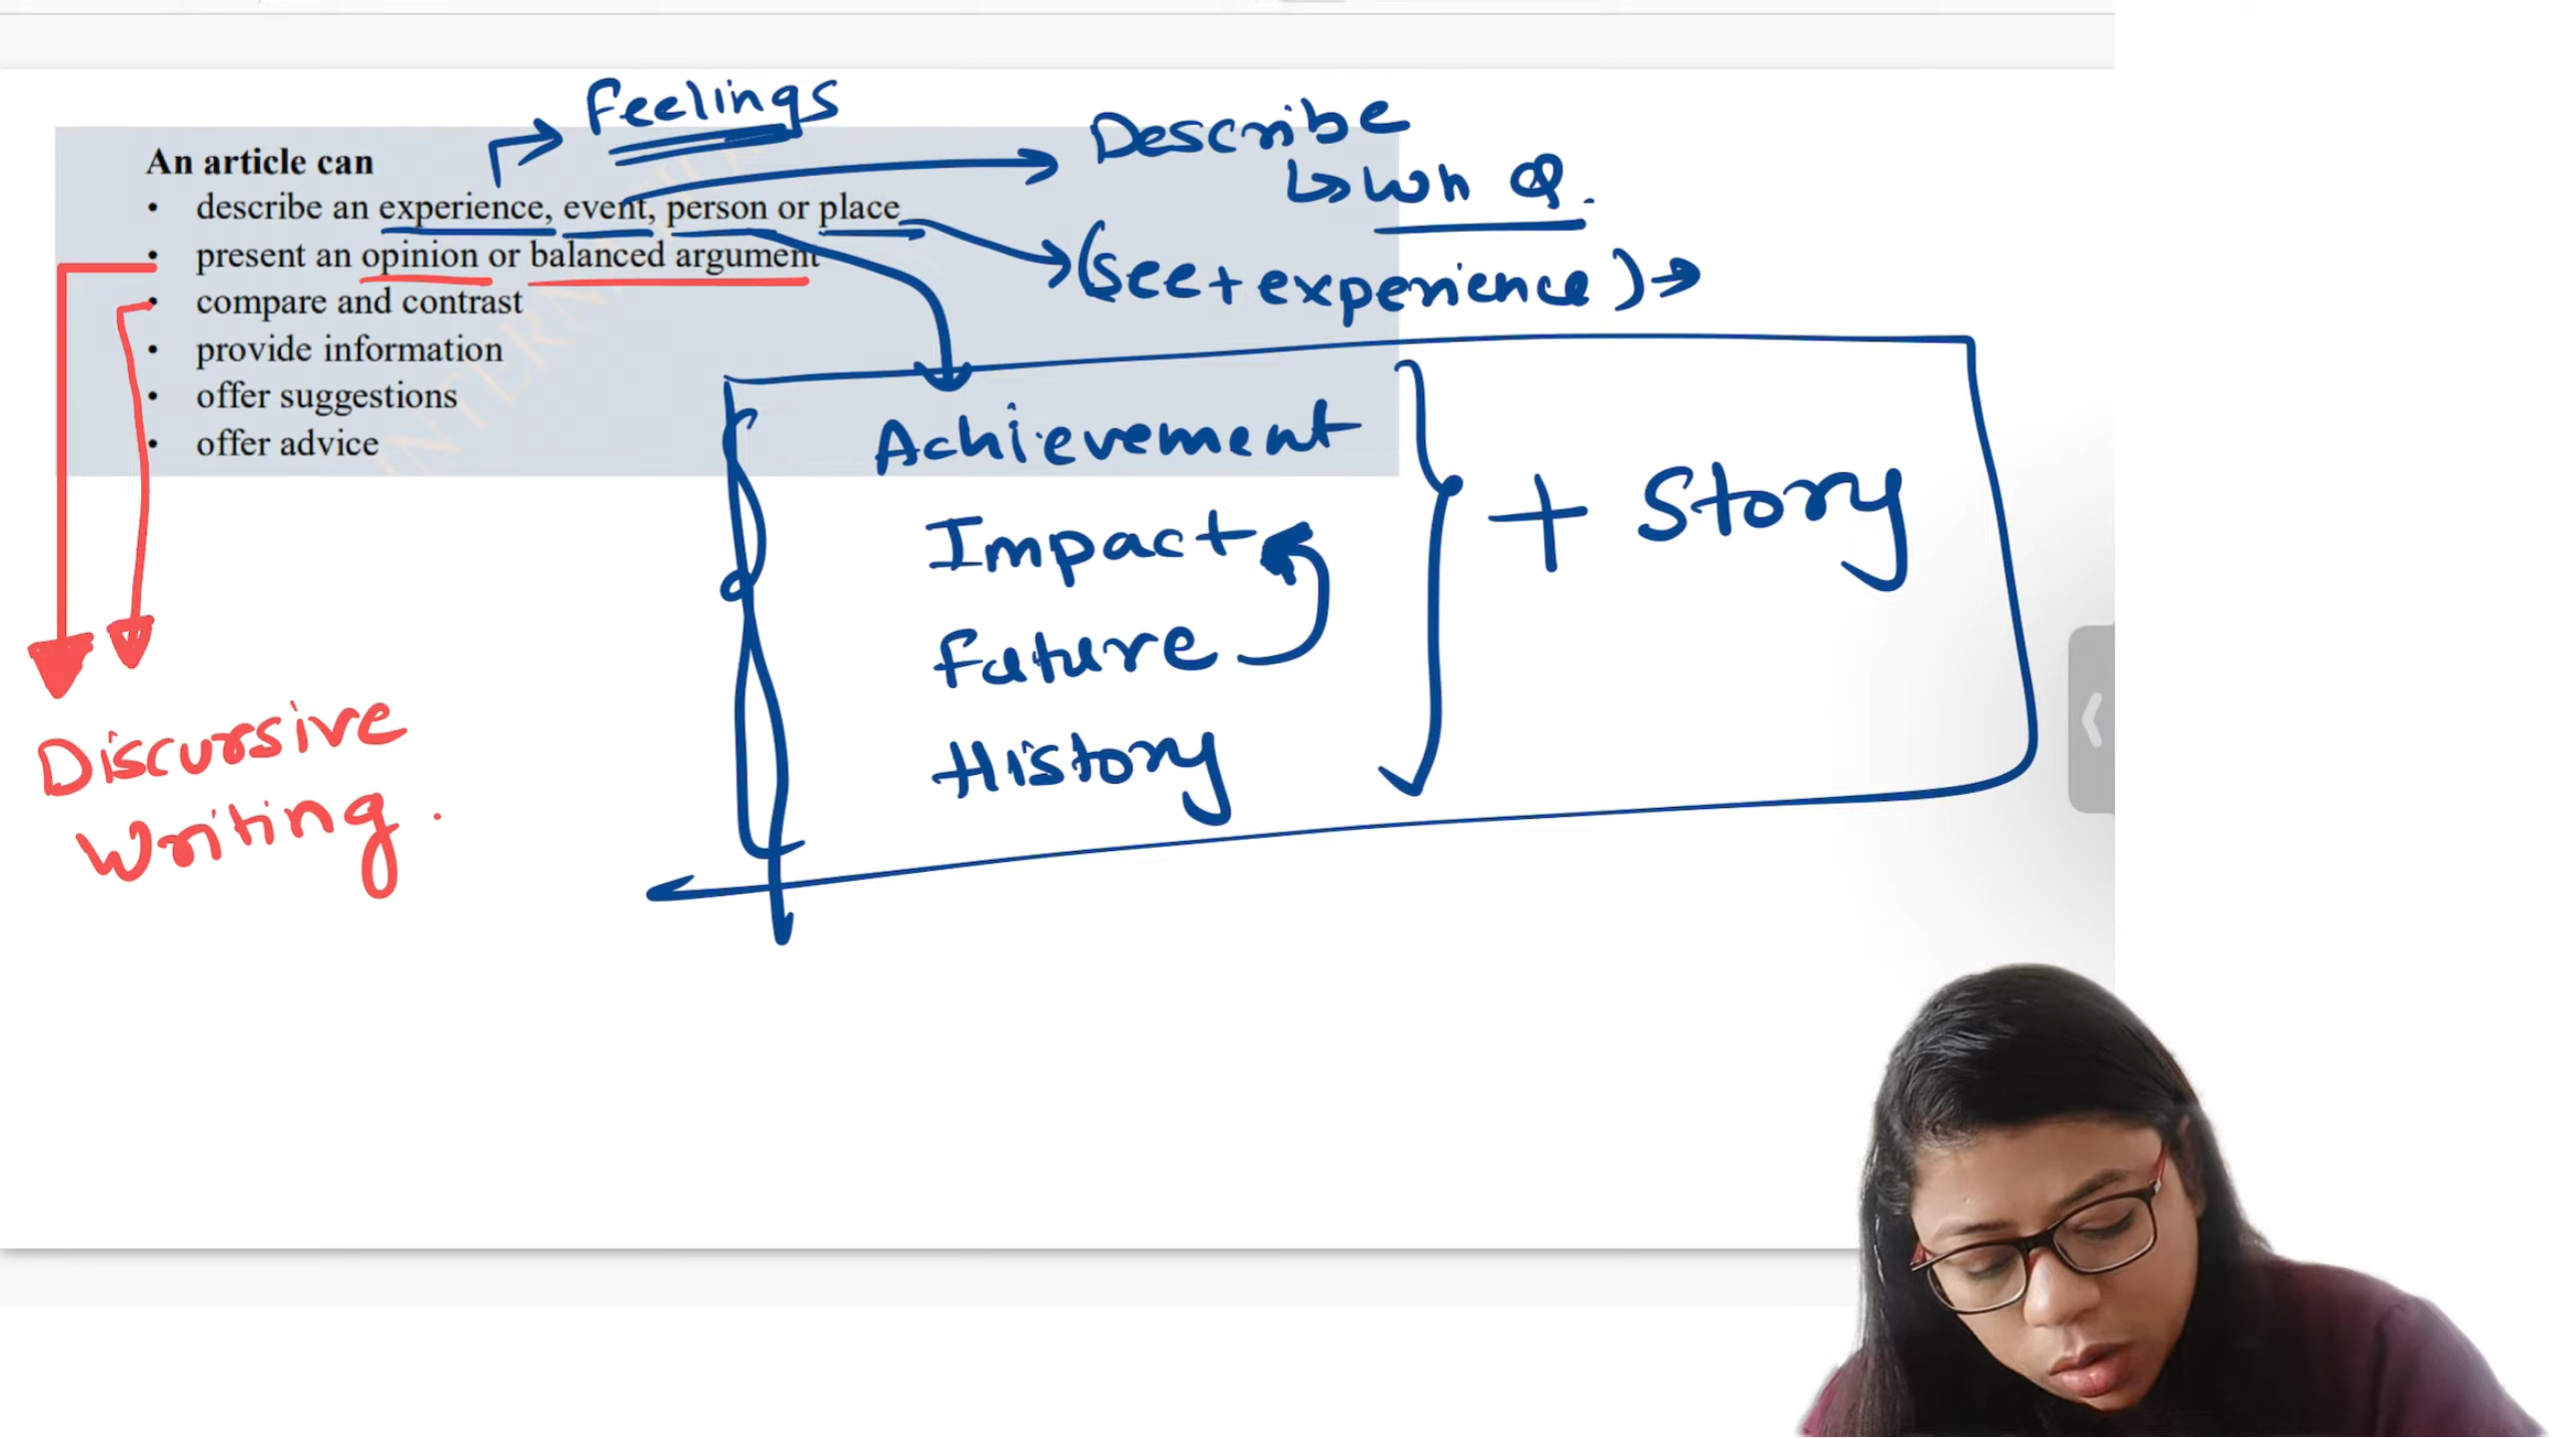 Feelings
Describe
Wh Q.
An article can
• describe an experience, event, person or place
• present an opinion or balanced argument
(see + experience)
• compare and contrast
• provide information
• offer suggestions
• offer advice
Achievement
Impact
+ Story
Future
History
Discursive
Writing.